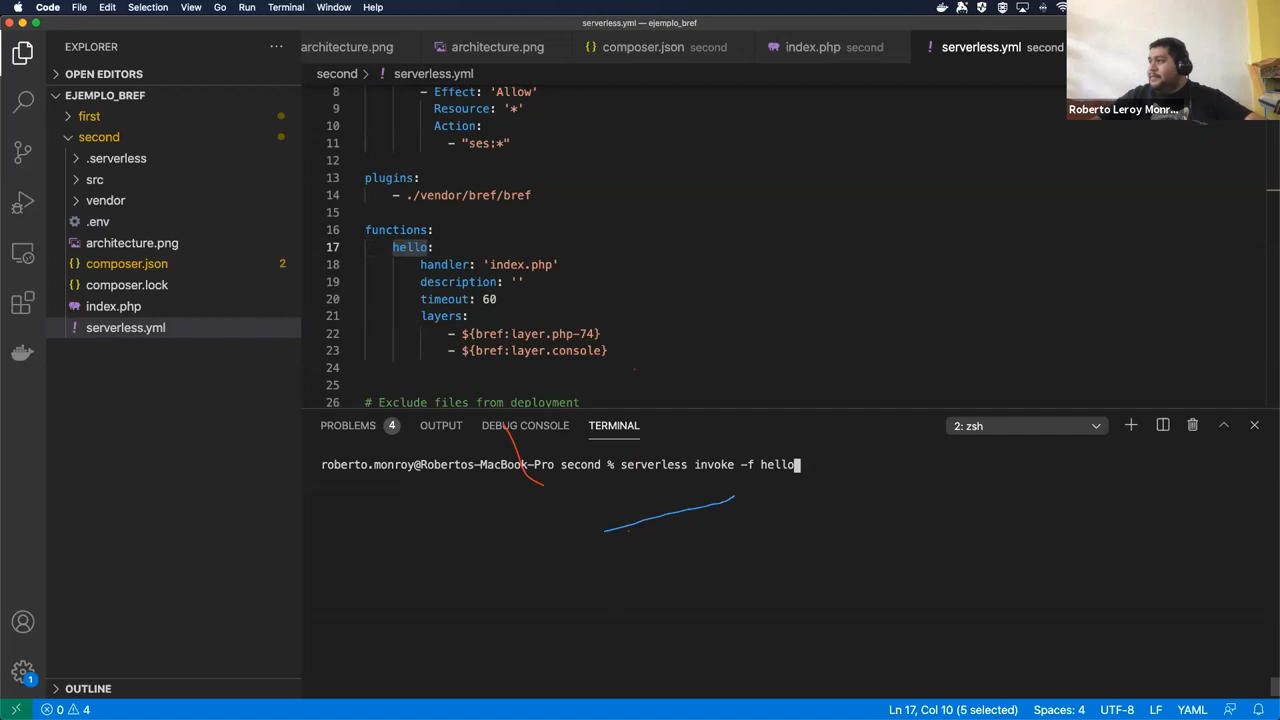 Code File Edit Selection View Go Run Terminal Window Help
serverless.yml — ejemplo_bref
EXPLORER
architecture.png architecture.png composer.json second index.php second serverless.yml second
OPEN EDITORS
second > serverless.yml
EJEMPLO_BREF
first
second
.serverless
src
vendor
.env
architecture.png
composer.json 2
composer.lock
index.php
serverless.yml
OUTLINE
8 - Effect: 'Allow'
9 Resource: '*'
10 Action:
11 - "ses:*"
12
13 plugins:
14 - ./vendor/bref/bref
15
16 functions:
17 hello:
18 handler: 'index.php'
19 description: ''
20 timeout: 60
21 layers:
22 - ${bref:layer.php-74}
23 - ${bref:layer.console}
24
25
26 # Exclude files from deployment
Roberto Leroy Monr...
PROBLEMS 4 OUTPUT DEBUG CONSOLE TERMINAL 2: zsh
roberto.monroy@Robertos-MacBook-Pro second % serverless invoke -f hello
1
0 4 Ln 17, Col 10 (5 selected) Spaces: 4 UTF-8 LF YAML